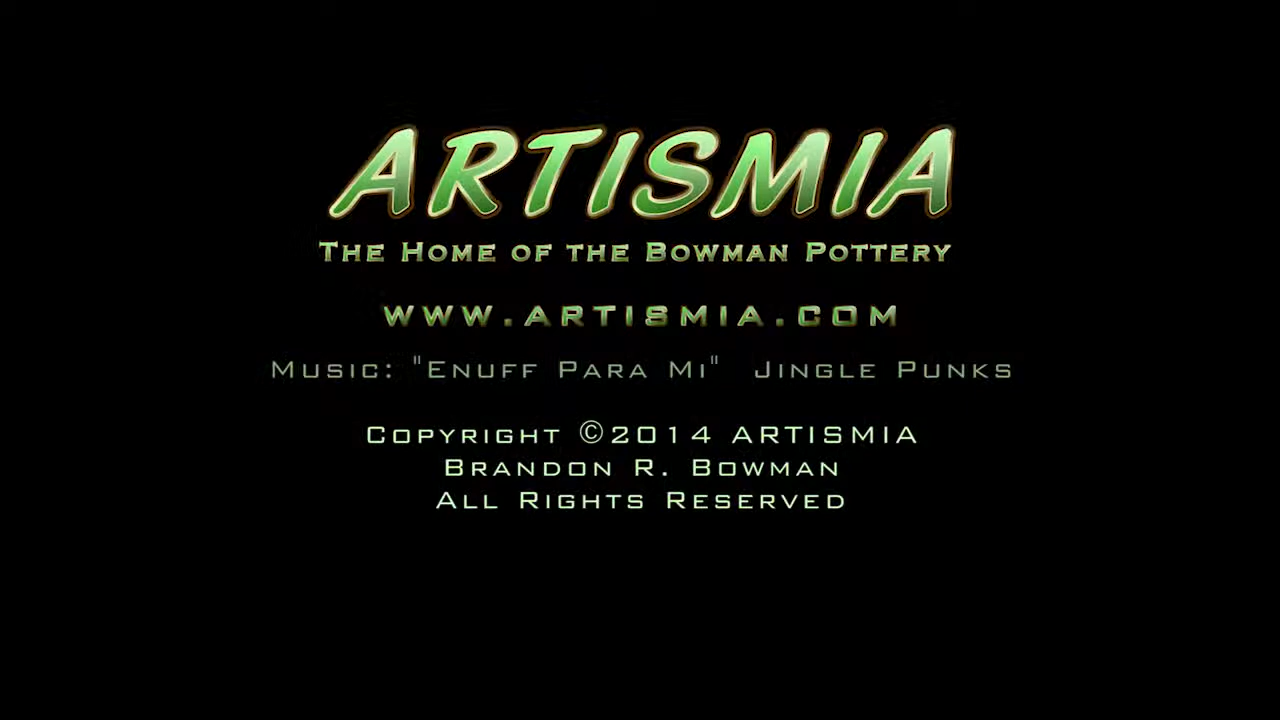 ARTISMIA
The Home of the Bowman Pottery
www.artismia.com
Music: "Enuff Para Mi"  Jingle Punks
Copyright ©2014 ARTISMIA
Brandon R. Bowman
All Rights Reserved